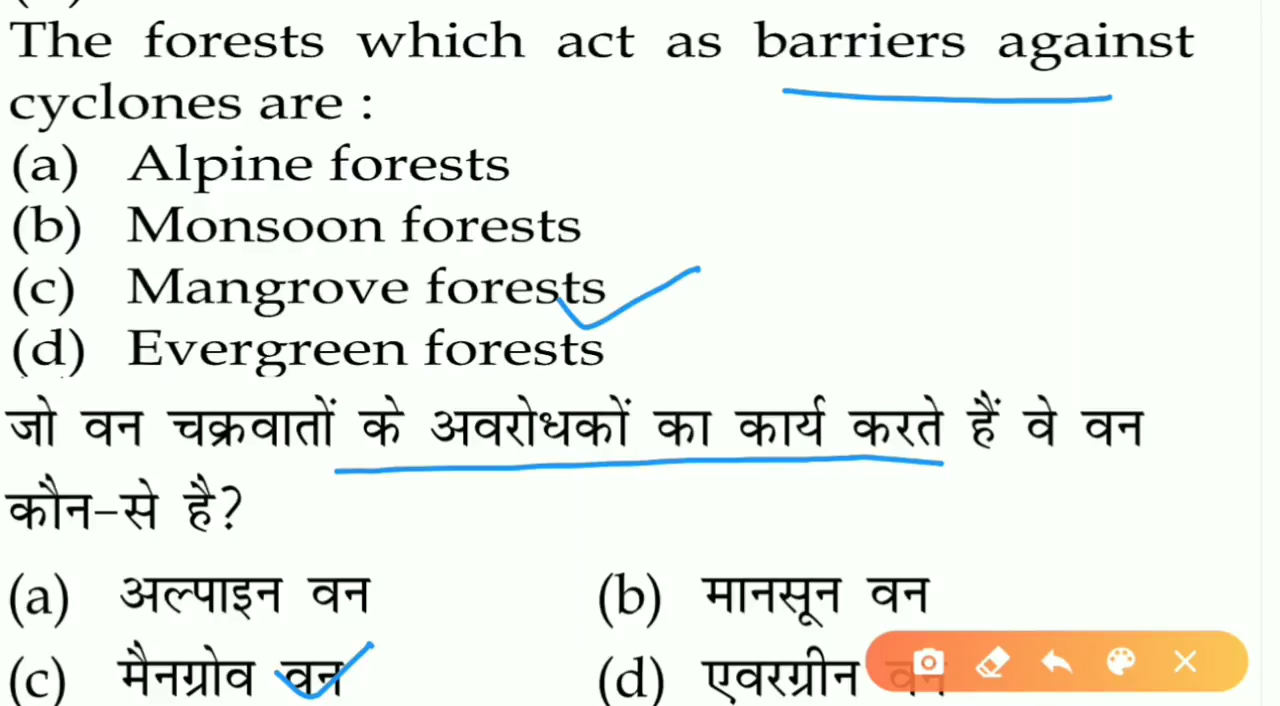 The forests which act as barriers against
cyclones are :
(a) Alpine forests
(b) Monsoon forests
(c) Mangrove forests
(d) Evergreen forests
जो वन चक्रवातों के अवरोधकों का कार्य करते हैं वे वन
कौन-से है?
(a) अल्पाइन वन (b) मानसून वन
(c) मैनग्रोव वन (d) एवरग्रीन वन